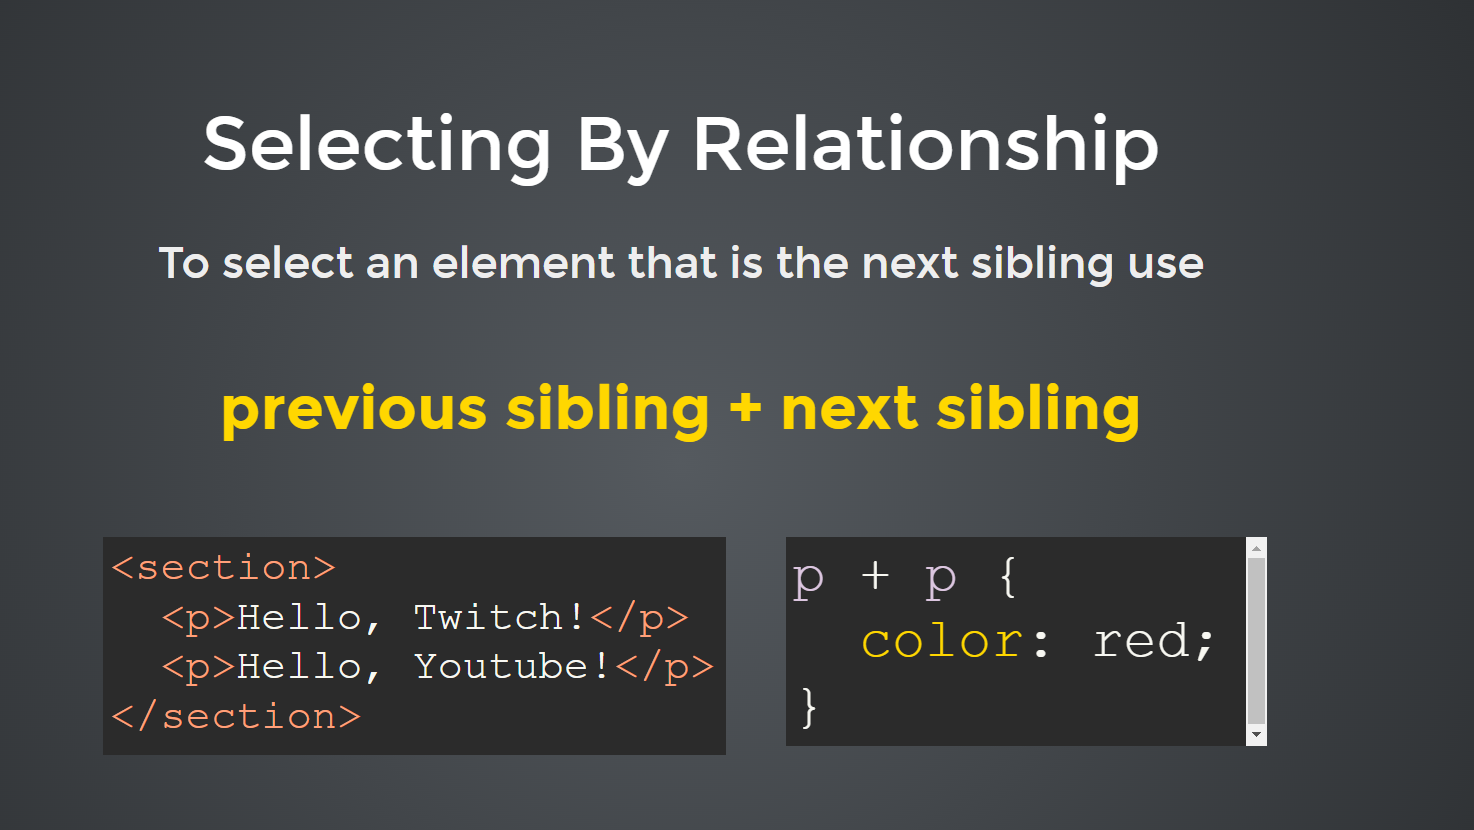 Selecting By Relationship
To select an element that is the next sibling use
previous sibling + next sibling
<section>
  <p>Hello, Twitch!</p>
  <p>Hello, Youtube!</p>
</section>
p + p {
  color: red;
}